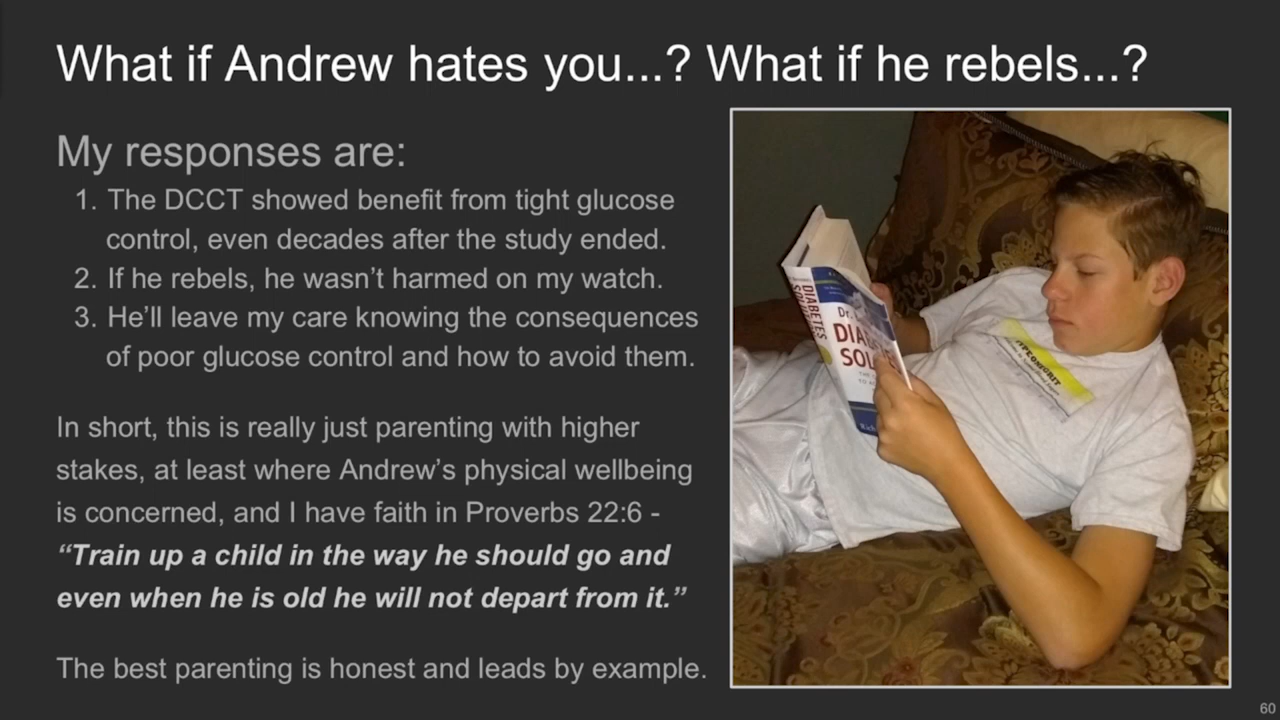 What if Andrew hates you...? What if he rebels...?
My responses are:
1. The DCCT showed benefit from tight glucose
control, even decades after the study ended.
2. If he rebels, he wasn’t harmed on my watch.
3. He’ll leave my care knowing the consequences
of poor glucose control and how to avoid them.
In short, this is really just parenting with higher
stakes, at least where Andrew’s physical wellbeing
is concerned, and I have faith in Proverbs 22:6 -
“Train up a child in the way he should go and
even when he is old he will not depart from it.”
The best parenting is honest and leads by example.
DIABETES
Dr.
60